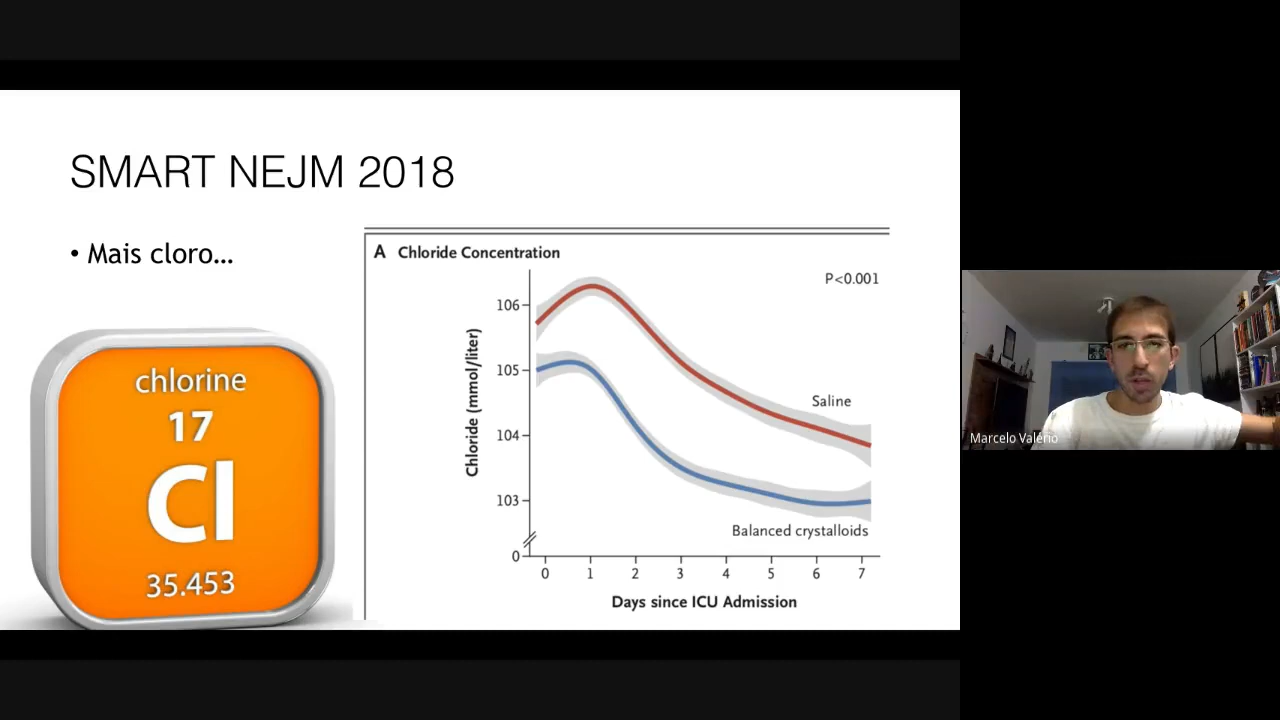 SMART NEJM 2018
• Mais cloro...
chlorine
17
Cl
35.453
A Chloride Concentration
P<0.001
Chloride (mmol/liter)
106
105
104
103
0
Saline
Balanced crystalloids
0 1 2 3 4 5 6 7
Days since ICU Admission
Marcelo Valério